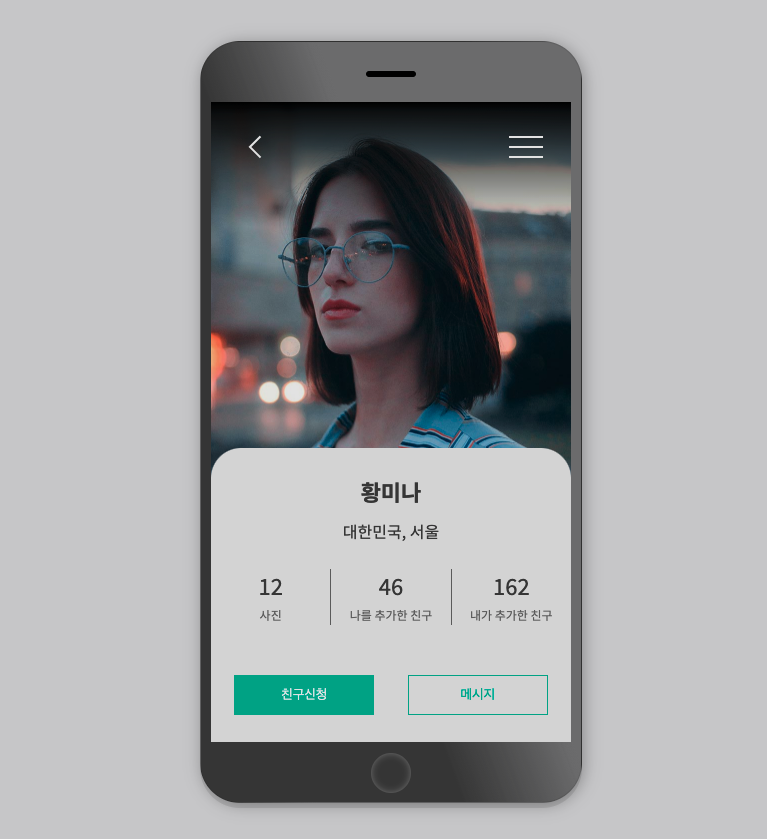 황미나
대한민국, 서울
12
사진
46
나를 추가한 친구
162
내가 추가한 친구
친구신청
메시지